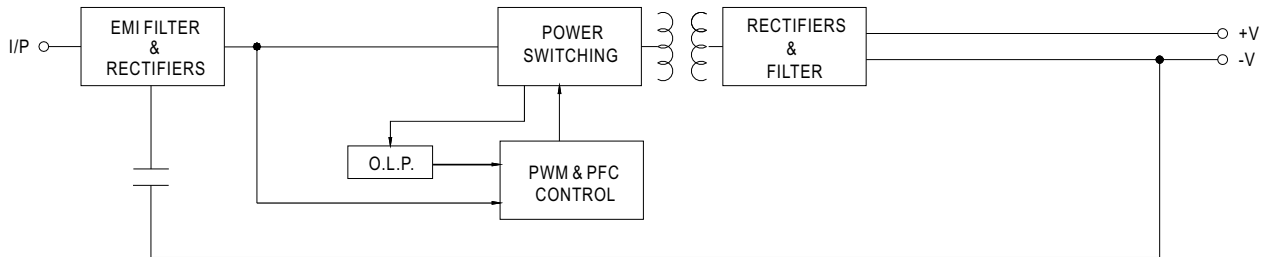 I/P
EMI FILTER
&
RECTIFIERS
POWER
SWITCHING
RECTIFIERS
&
FILTER
+V
-V
O.L.P.
PWM & PFC
CONTROL